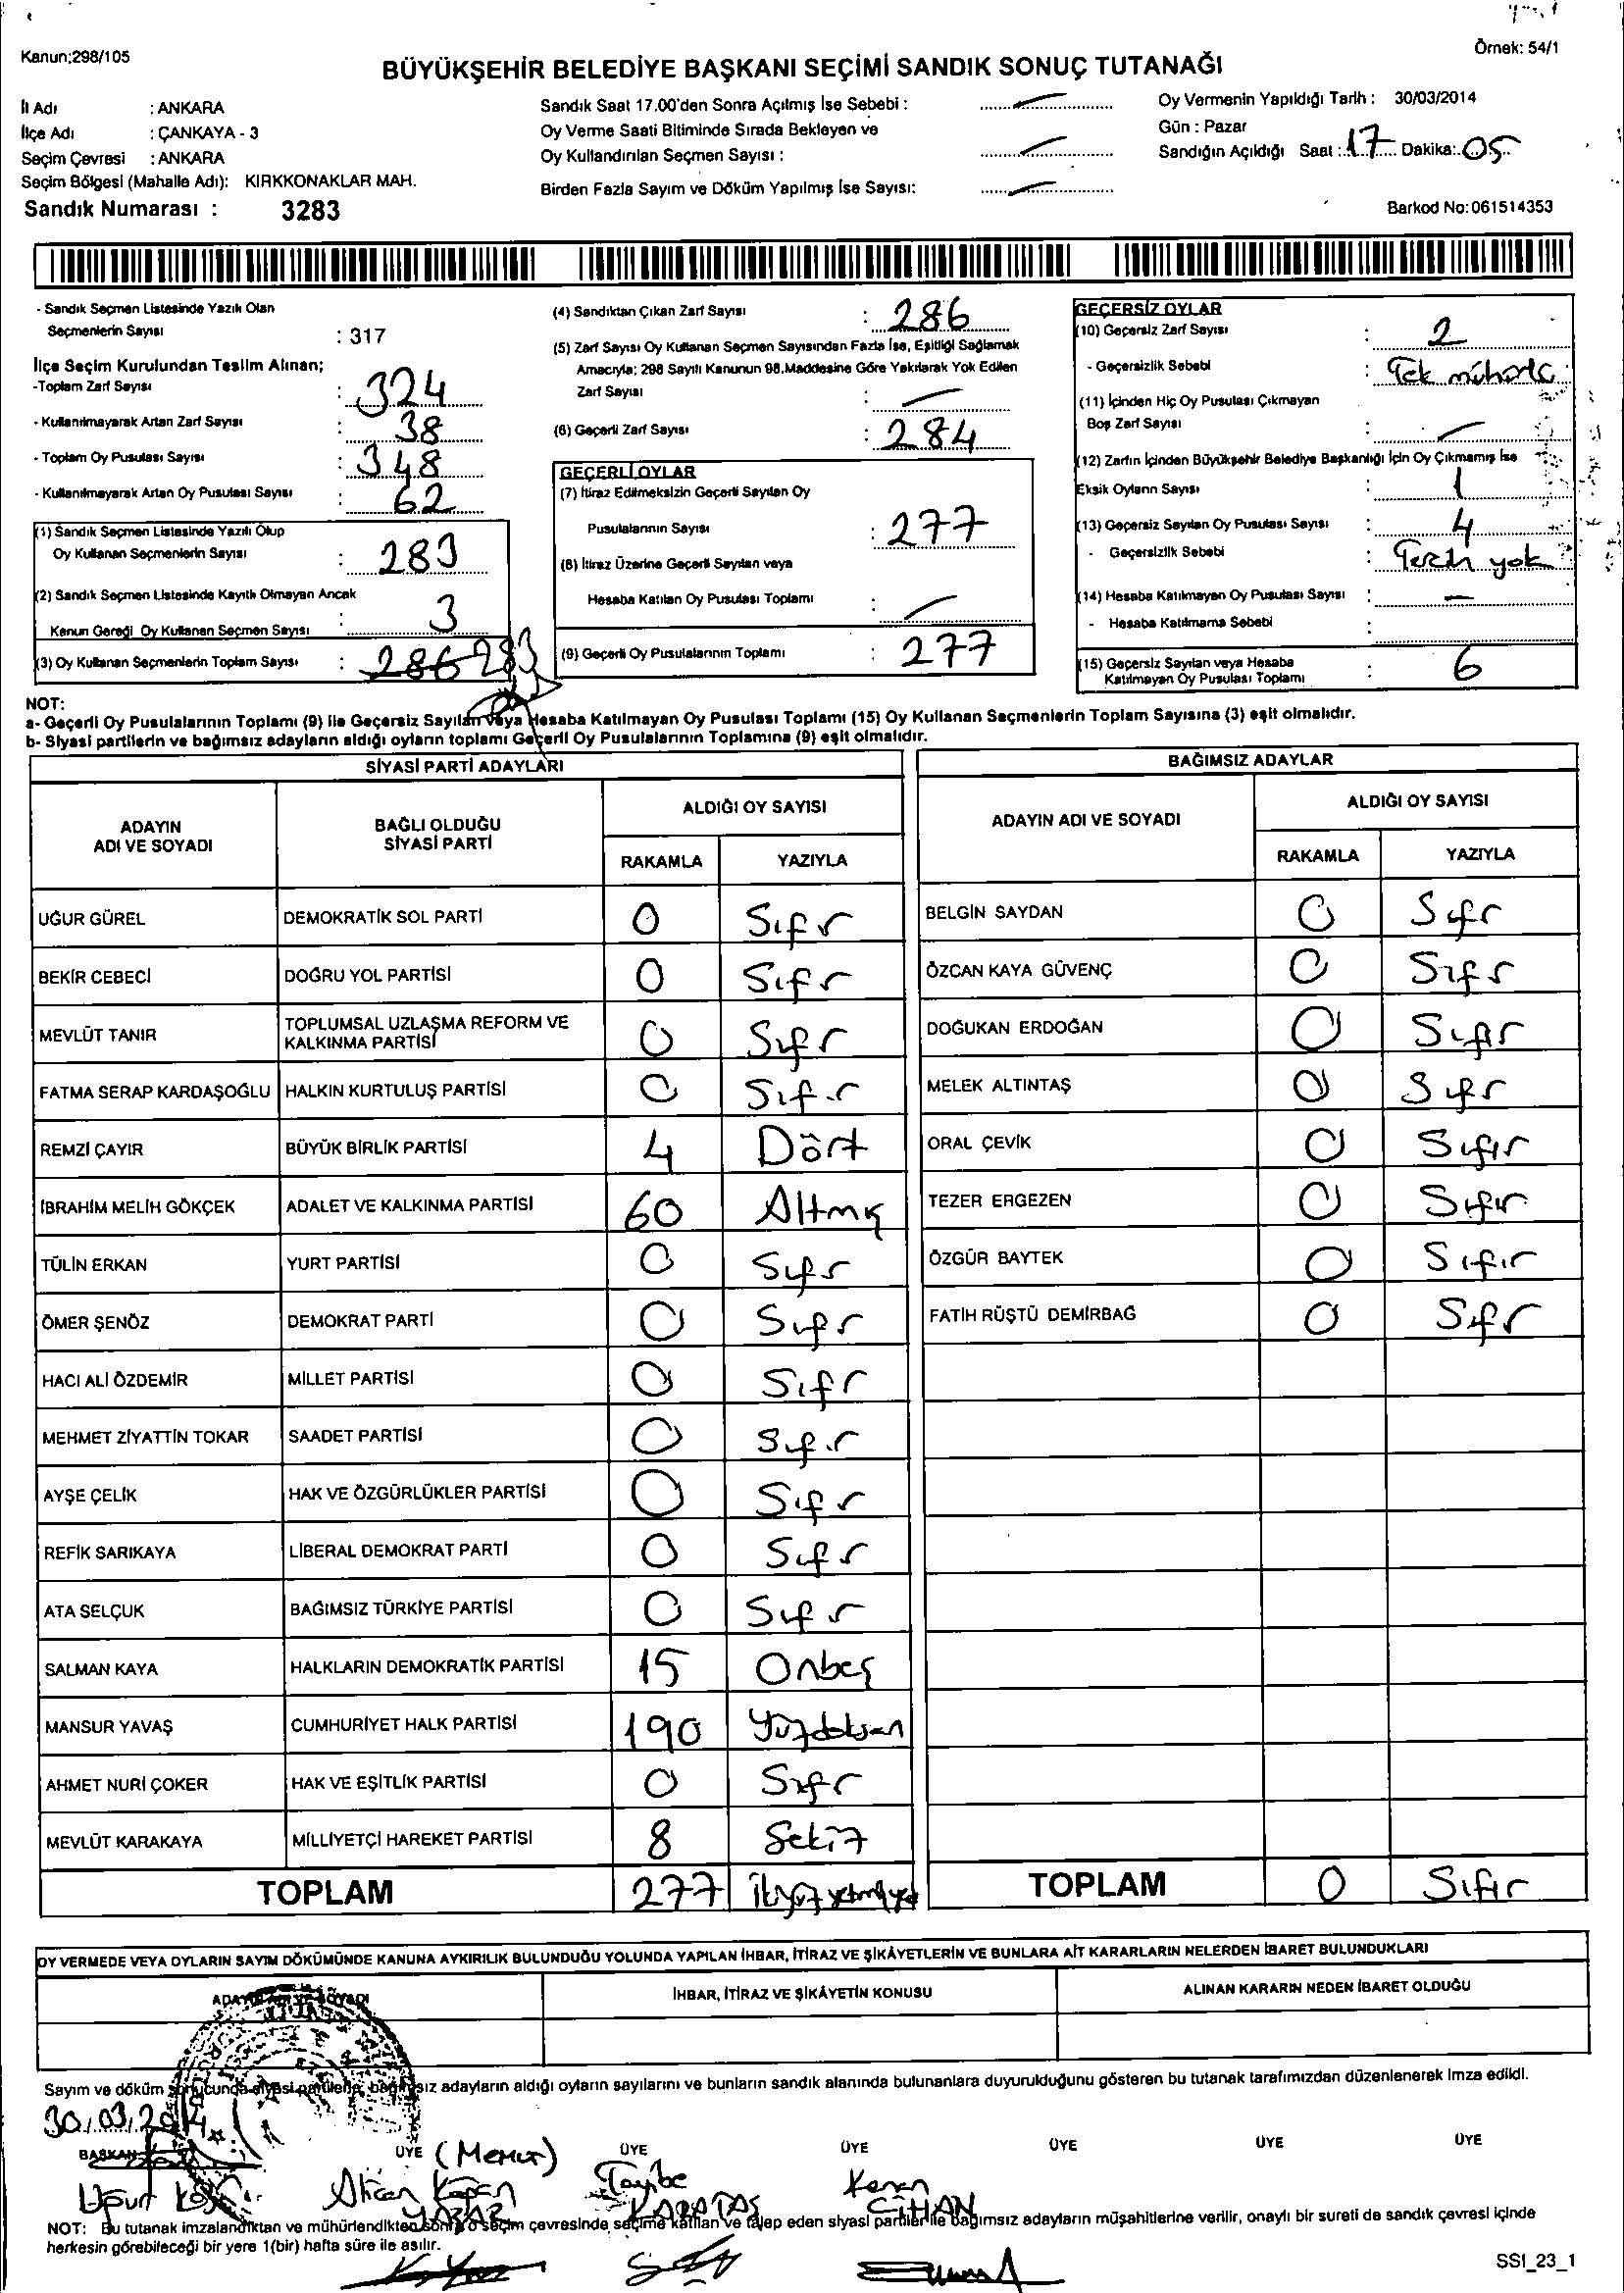 Kanun:298/105
Örnek: 54/1
BÜYÜKŞEHİR BELEDİYE BAŞKANI SEÇİMİ SANDIK SONUÇ TUTANAĞI
İl Adı : ANKARA
İlçe Adı : ÇANKAYA - 3
Seçim Çevresi : ANKARA
Seçim Bölgesi (Mahalle Adı): KIRKKONAKLAR MAH.
Sandık Numarası : 3283
Sandık Saat 17.00'den Sonra Açılmış İse Sebebi :
Oy Verme Saati Bitiminde Sırada Bekleyen ve
Oy Kullandırılan Seçmen Sayısı :
Birden Fazla Sayım ve Döküm Yapılmış İse Sayısı:
Oy Vermenin Yapıldığı Tarih : 30/03/2014
Gün : Pazar
Sandığın Açıldığı Saat : 17 Dakika: 05
Barkod No:061514353
- Sandık Seçmen Listesinde Yazılı Olan
Seçmenlerin Sayısı : 317
İlçe Seçim Kurulundan Teslim Alınan;
-Toplam Zarf Sayısı : 324
- Kullanılmayarak Artan Zarf Sayısı : 38
- Toplam Oy Pusulası Sayısı : 348
- Kullanılmayarak Artan Oy Pusulası Sayısı : 62
(1) Sandık Seçmen Listesinde Yazılı Olup
Oy Kullanan Seçmenlerin Sayısı : 283
(2) Sandık Seçmen Listesinde Kayıtlı Olmayan Ancak
Kanun Gereği Oy Kullanan Seçmen Sayısı : 3
(3) Oy Kullanan Seçmenlerin Toplam Sayısı : 286 283
(4) Sandıktan Çıkan Zarf Sayısı : 286
(5) Zarf Sayısı Oy Kullanan Seçmen Sayısından Fazla İse, Eşitliği Sağlamak
Amacıyla; 298 Sayılı Kanunun 98.Maddesine Göre Yakılarak Yok Edilen
Zarf Sayısı :
(6) Geçerli Zarf Sayısı : 284
GEÇERLİ OYLAR
(7) İtiraz Edilmeksizin Geçerli Sayılan Oy
Pusulalarının Sayısı : 277
(8) İtiraz Üzerine Geçerli Sayılan veya
Hesaba Katılan Oy Pusulası Toplamı :
(9) Geçerli Oy Pusulalarının Toplamı : 277
GEÇERSİZ OYLAR
(10) Geçersiz Zarf Sayısı : 2
- Geçersizlik Sebebi : Tek
(11) İçinden Hiç Oy Pusulası Çıkmayan
Boş Zarf Sayısı :
(12) Zarfın İçinden Büyükşehir Belediye Başkanlığı İçin Oy Çıkmamış İse
Eksik Oyların Sayısı : 1
(13) Geçersiz Sayılan Oy Pusulası Sayısı : 4
- Geçersizlik Sebebi : Tercih yok
(14) Hesaba Katılmayan Oy Pusulası Sayısı : -
- Hesaba Katılmama Sebebi :
(15) Geçersiz Sayılan veya Hesaba
Katılmayan Oy Pusulası Toplamı : 6
NOT:
a- Geçerli Oy Pusulalarının Toplamı (9) ile Geçersiz Sayılan veya Hesaba Katılmayan Oy Pusulası Toplamı (15) Oy Kullanan Seçmenlerin Toplam Sayısına (3) eşit olmalıdır.
b- Siyasi partilerin ve bağımsız adayların aldığı oyların toplamı Geçerli Oy Pusulalarının Toplamına (9) eşit olmalıdır.
SİYASİ PARTİ ADAYLARI
ADAYIN ADI VE SOYADI
BAĞLI OLDUĞU SİYASİ PARTİ
ALDIĞI OY SAYISI
RAKAMLA YAZIYLA
UĞUR GÜREL DEMOKRATİK SOL PARTİ 0 Sıfır
BEKİR CEBECİ DOĞRU YOL PARTİSİ 0 Sıfır
MEVLÜT TANIR TOPLUMSAL UZLAŞMA REFORM VE KALKINMA PARTİSİ 0 Sıfır
FATMA SERAP KARDAŞOĞLU HALKIN KURTULUŞ PARTİSİ 0 Sıfır
REMZİ ÇAYIR BÜYÜK BİRLİK PARTİSİ 4 Dört
İBRAHİM MELİH GÖKÇEK ADALET VE KALKINMA PARTİSİ 60 Altmış
TÜLİN ERKAN YURT PARTİSİ 0 Sıfır
ÖMER ŞENÖZ DEMOKRAT PARTİ 0 Sıfır
HACI ALİ ÖZDEMİR MİLLET PARTİSİ 0 Sıfır
MEHMET ZİYATTİN TOKAR SAADET PARTİSİ 0 Sıfır
AYŞE ÇELİK HAK VE ÖZGÜRLÜKLER PARTİSİ 0 Sıfır
REFİK SARIKAYA LİBERAL DEMOKRAT PARTİ 0 Sıfır
ATA SELÇUK BAĞIMSIZ TÜRKİYE PARTİSİ 0 Sıfır
SALMAN KAYA HALKLARIN DEMOKRATİK PARTİSİ 15 Onbeş
MANSUR YAVAŞ CUMHURİYET HALK PARTİSİ 190 Yüzdoksan
AHMET NURİ ÇOKER HAK VE EŞİTLİK PARTİSİ 0 Sıfır
MEVLÜT KARAKAYA MİLLİYETÇİ HAREKET PARTİSİ 8 Sekiz
TOPLAM 277 İkiyüzyetmişyedi
BAĞIMSIZ ADAYLAR
ADAYIN ADI VE SOYADI
ALDIĞI OY SAYISI
RAKAMLA YAZIYLA
BELGİN SAYDAN 0 Sıfır
ÖZCAN KAYA GÜVENÇ 0 Sıfır
DOĞUKAN ERDOĞAN 0 Sıfır
MELEK ALTINTAŞ 0 Sıfır
ORAL ÇEVİK 0 Sıfır
TEZER ERGEZEN 0 Sıfır
ÖZGÜR BAYTEK 0 Sıfır
FATİH RÜŞTÜ DEMİRBAĞ 0 Sıfır
TOPLAM 0 Sıfır
OY VERMEDE VEYA OYLARIN SAYIM DÖKÜMÜNDE KANUNA AYKIRILIK BULUNDUĞU YOLUNDA YAPILAN İHBAR, İTİRAZ VE ŞİKÂYETLERİN VE BUNLARA AİT KARARLARIN NELERDEN İBARET BULUNDUKLARI
ADAYIN ADI VE SOYADI
İHBAR, İTİRAZ VE ŞİKÂYETİN KONUSU
ALINAN KARARIN NEDEN İBARET OLDUĞU
Sayım ve döküm sonucunda siyasi partilerle, bağımsız adayların aldığı oyların sayılarını ve bunların sandık alanında bulunanlara duyurulduğunu gösteren bu tutanak tarafımızdan düzenlenerek imza edildi.
30.03.2014
BAŞKAN ÜYE (Memur) ÜYE ÜYE ÜYE ÜYE ÜYE
Tayibe Kenan
KARATAŞ CİHAN
NOT: Bu tutanak imzalandıktan ve mühürlendikten sonra o seçim çevresinde seçime katılan ve talep eden siyasi partiler ile bağımsız adayların müşahitlerine verilir, onaylı bir sureti de sandık çevresi içinde
herkesin görebileceği bir yere 1(bir) hafta süre ile asılır.
SSI_23_1